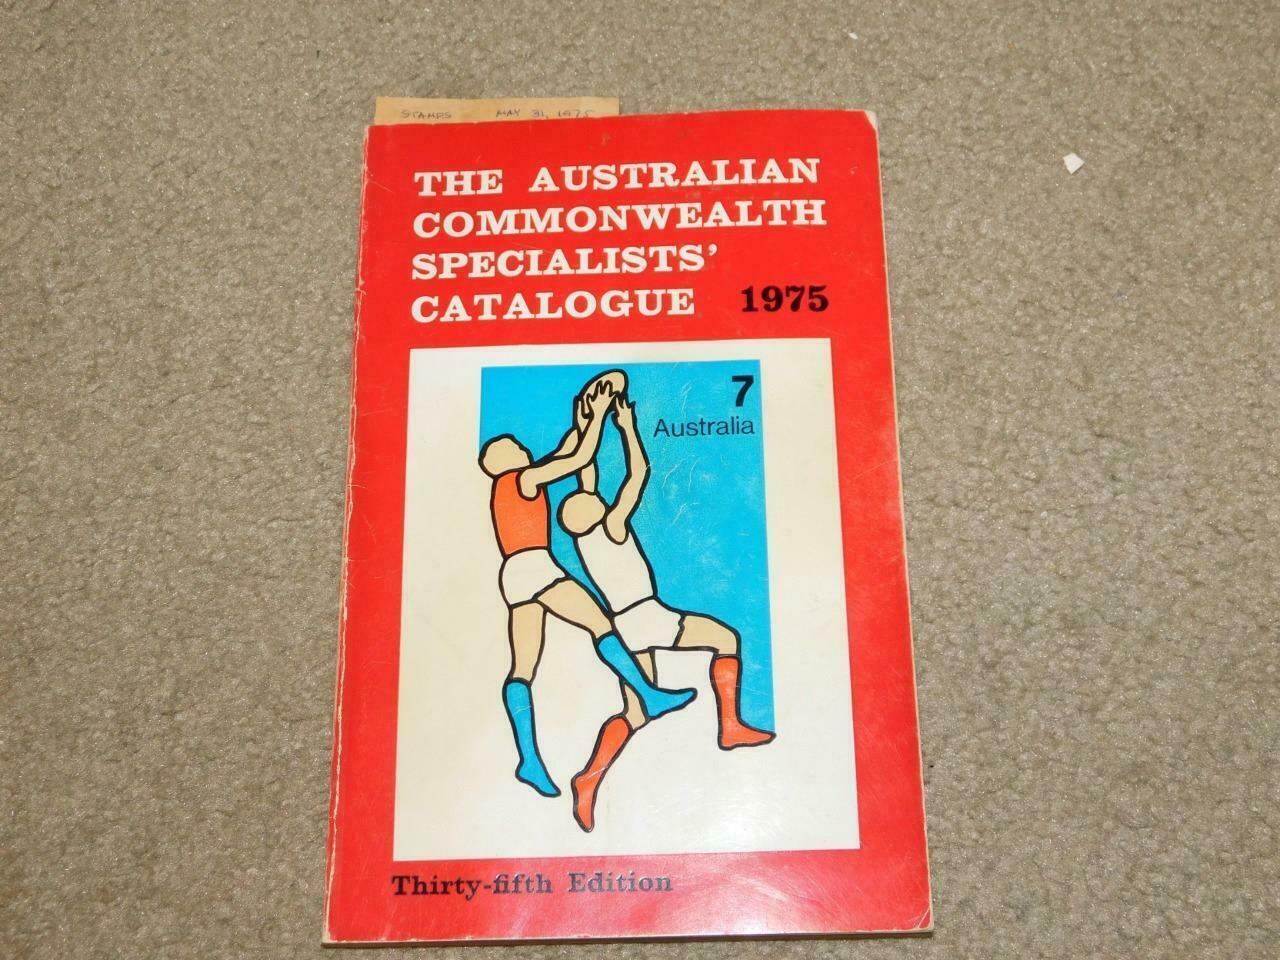 STAMPS MAY 31, 1975
THE AUSTRALIAN
COMMONWEALTH
SPECIALISTS'
CATALOGUE 1975
7
Australia
Thirty-fifth Edition